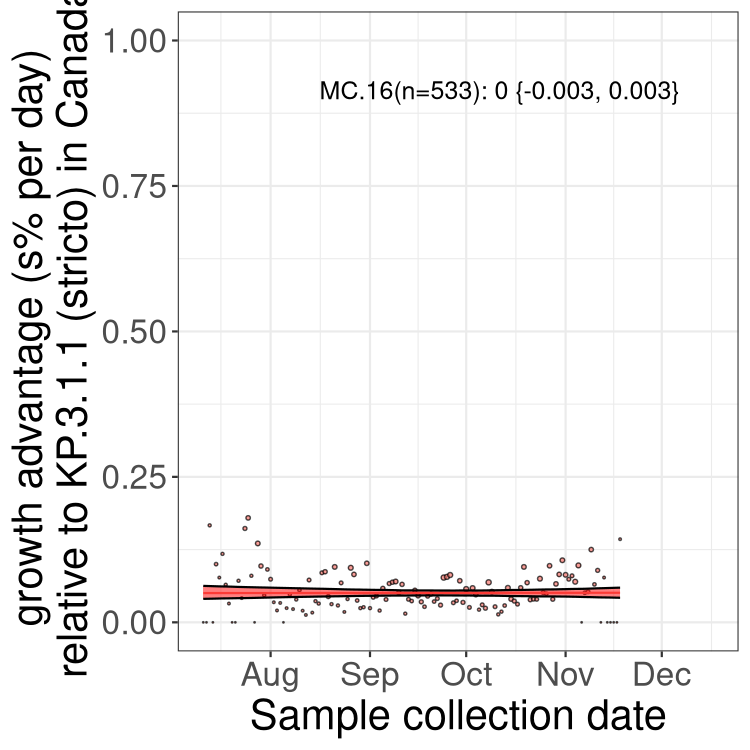 growth advantage (s% per day)
relative to KP.3.1.1 (stricto) in Canada
1.00
0.75
0.50
0.25
0.00
MC.16(n=533): 0 {-0.003, 0.003}
Aug Sep Oct Nov Dec
Sample collection date